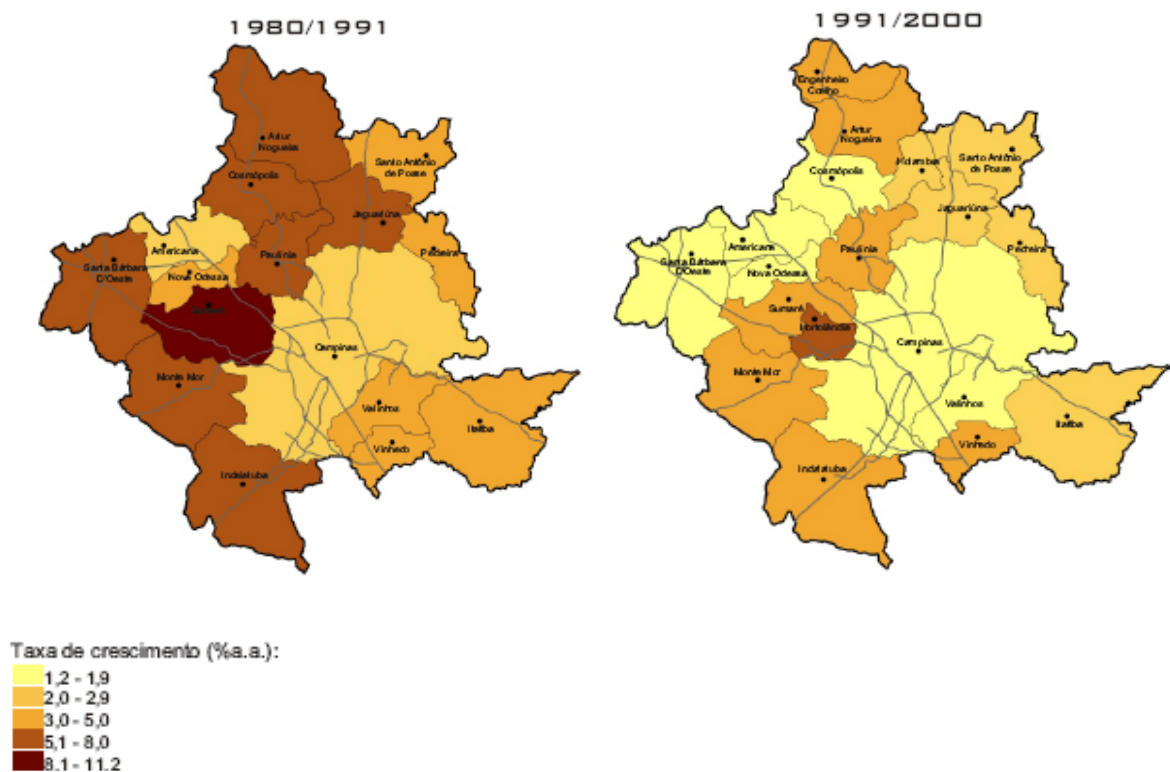 1980/1991
Artur
Nogueira
Santo Antônio
de Posse
Cosmópolis
Jaguariúna
Americana
Pedreira
Santa Bárbara
D'Oeste
Nova Odessa
Paulínia
Sumaré
Campinas
Monte Mor
Valinhos
Itatiba
Vinhedo
Indaiatuba
1991/2000
Engenheiro
Coelho
Artur
Nogueira
Holambra
Santo Antônio
de Posse
Cosmópolis
Jaguariúna
Americana
Pedreira
Santa Bárbara
D'Oeste
Nova Odessa
Paulínia
Sumaré
Hortolândia
Campinas
Monte Mor
Valinhos
Itatiba
Vinhedo
Indaiatuba
Taxa de crescimento (%a.a.):
1,2 - 1,9
2,0 - 2,9
3,0 - 5,0
5,1 - 8,0
8,1 - 11,2